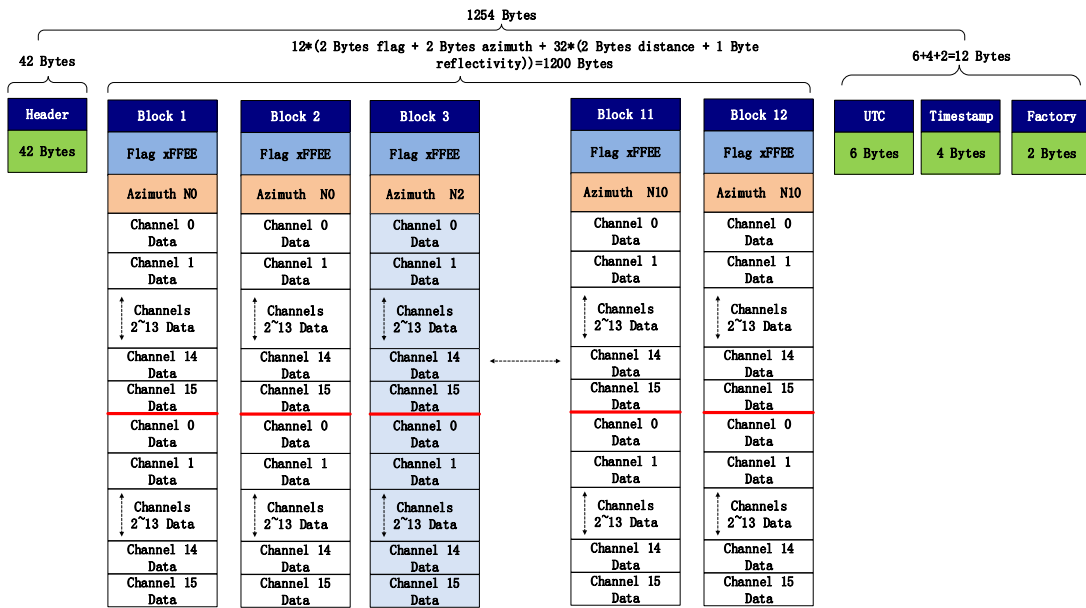 1254 Bytes
12*(2 Bytes flag + 2 Bytes azimuth + 32*(2 Bytes distance + 1 Byte
reflectivity))=1200 Bytes
42 Bytes
6+4+2=12 Bytes
Header
42 Bytes
Block 1
Flag xFFEE
Azimuth N0
Channel 0
Data
Channel 1
Data
Channels
2~13 Data
Channel 14
Data
Channel 15
Data
Channel 0
Data
Channel 1
Data
Channels
2~13 Data
Channel 14
Data
Channel 15
Data
Block 2
Flag xFFEE
Azimuth N0
Channel 0
Data
Channel 1
Data
Channels
2~13 Data
Channel 14
Data
Channel 15
Data
Channel 0
Data
Channel 1
Data
Channels
2~13 Data
Channel 14
Data
Channel 15
Data
Block 3
Flag xFFEE
Azimuth N2
Channel 0
Data
Channel 1
Data
Channels
2~13 Data
Channel 14
Data
Channel 15
Data
Channel 0
Data
Channel 1
Data
Channels
2~13 Data
Channel 14
Data
Channel 15
Data
Block 11
Flag xFFEE
Azimuth N10
Channel 0
Data
Channel 1
Data
Channels
2~13 Data
Channel 14
Data
Channel 15
Data
Channel 0
Data
Channel 1
Data
Channels
2~13 Data
Channel 14
Data
Channel 15
Data
Block 12
Flag xFFEE
Azimuth N10
Channel 0
Data
Channel 1
Data
Channels
2~13 Data
Channel 14
Data
Channel 15
Data
Channel 0
Data
Channel 1
Data
Channels
2~13 Data
Channel 14
Data
Channel 15
Data
UTC
6 Bytes
Timestamp
4 Bytes
Factory
2 Bytes